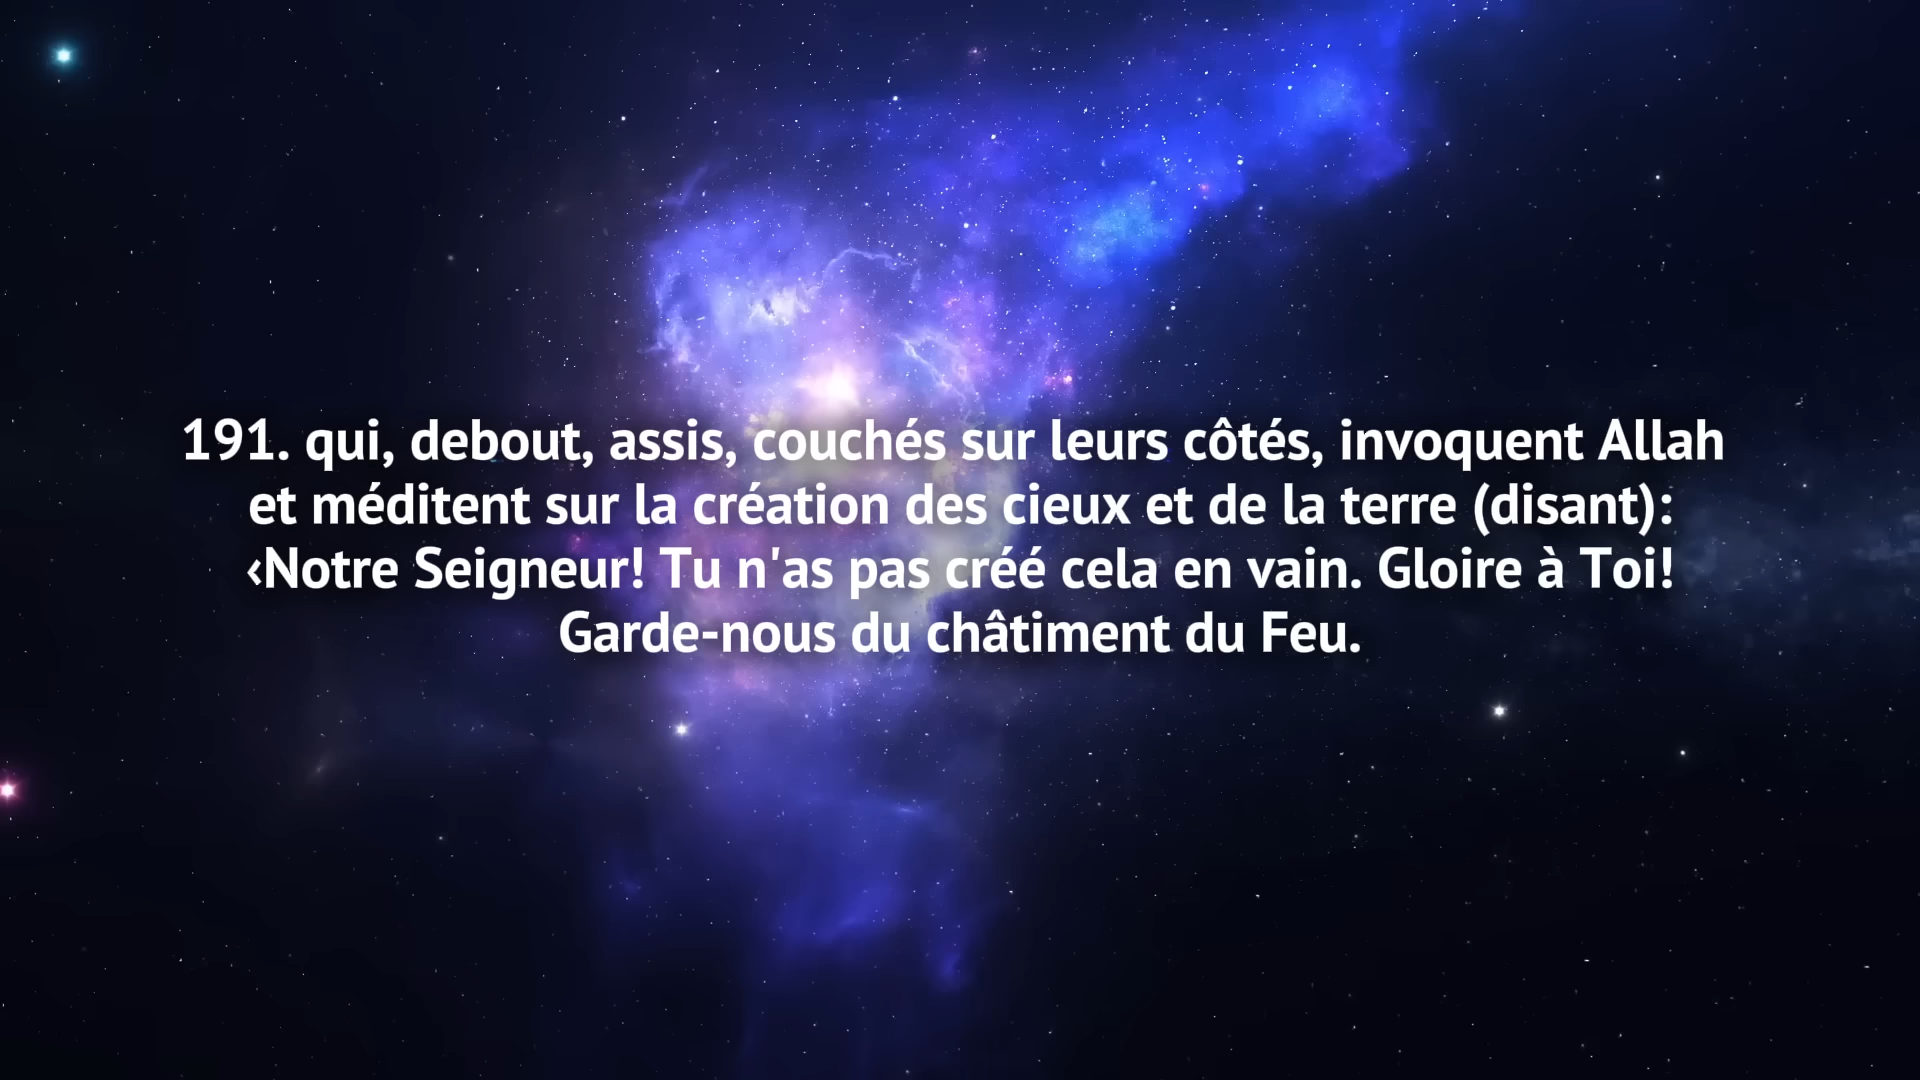 191. qui, debout, assis, couchés sur leurs côtés, invoquent Allah
et méditent sur la création des cieux et de la terre (disant):
‹Notre Seigneur! Tu n'as pas créé cela en vain. Gloire à Toi!
Garde-nous du châtiment du Feu.